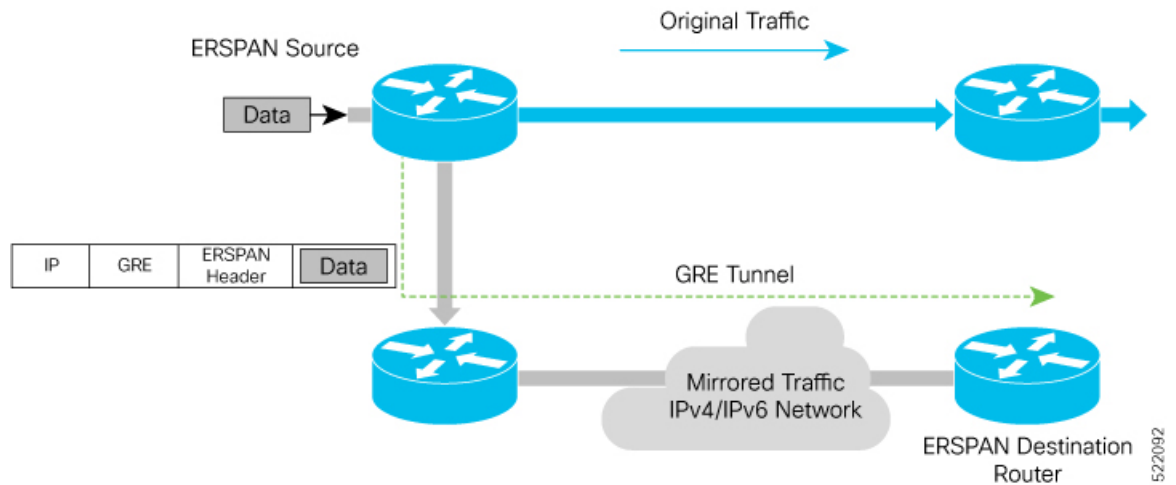 Original Traffic
ERSPAN Source
Data
IP
GRE
ERSPAN
Header
Data
GRE Tunnel
Mirrored Traffic
IPv4/IPv6 Network
ERSPAN Destination
Router
522092